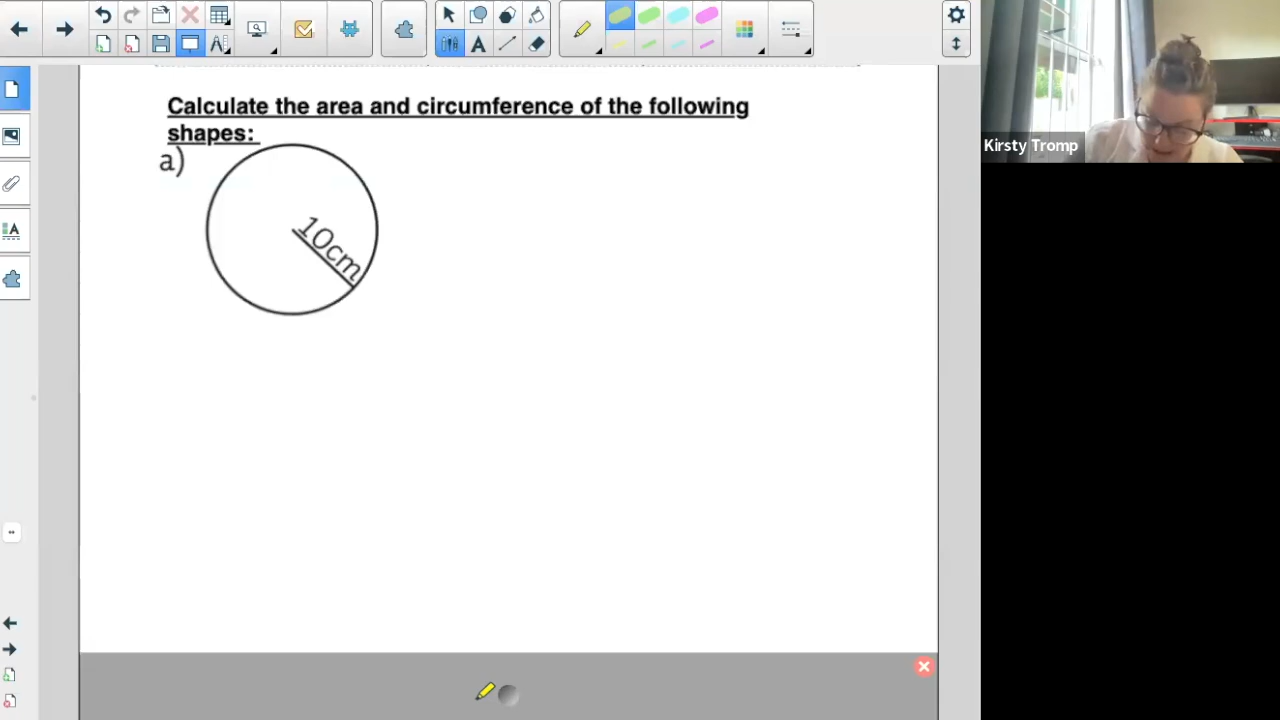 Calculate the area and circumference of the following
shapes:
a)
10cm
Kirsty Tromp